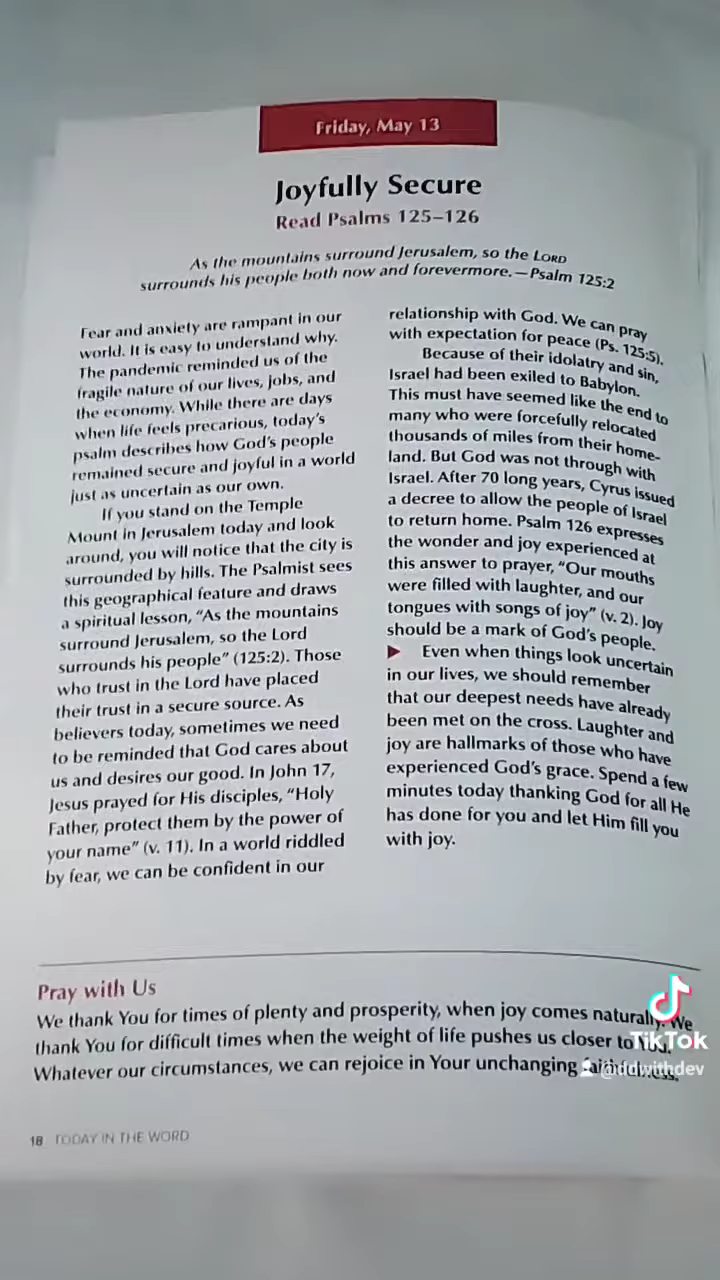 Friday, May 13
Joyfully Secure
Read Psalms 125–126
As the mountains surround Jerusalem, so the LORD
surrounds his people both now and forevermore.—Psalm 125:2
Fear and anxiety are rampant in our
world. It is easy to understand why.
The pandemic reminded us of the
fragile nature of our lives, jobs, and
the economy. While there are days
when life feels precarious, today's
psalm describes how God's people
remained secure and joyful in a world
just as uncertain as our own.
If you stand on the Temple
Mount in Jerusalem today and look
around, you will notice that the city is
surrounded by hills. The Psalmist sees
this geographical feature and draws
a spiritual lesson, “As the mountains
surround Jerusalem, so the Lord
surrounds his people” (125:2). Those
who trust in the Lord have placed
their trust in a secure source. As
believers today, sometimes we need
to be reminded that God cares about
us and desires our good. In John 17,
Jesus prayed for His disciples, “Holy
Father, protect them by the power of
your name” (v. 11). In a world riddled
by fear, we can be confident in our
relationship with God. We can pray
with expectation for peace (Ps. 125:5).
Because of their idolatry and sin,
Israel had been exiled to Babylon.
This must have seemed like the end to
many who were forcefully relocated
thousands of miles from their home-
land. But God was not through with
Israel. After 70 long years, Cyrus issued
a decree to allow the people of Israel
to return home. Psalm 126 expresses
the wonder and joy experienced at
this answer to prayer, “Our mouths
were filled with laughter, and our
tongues with songs of joy” (v. 2). Joy
should be a mark of God's people.
▶ Even when things look uncertain
in our lives, we should remember
that our deepest needs have already
been met on the cross. Laughter and
joy are hallmarks of those who have
experienced God's grace. Spend a few
minutes today thanking God for all He
has done for you and let Him fill you
with joy.
Pray with Us
We thank You for times of plenty and prosperity, when joy comes naturally. We
thank You for difficult times when the weight of life pushes us closer to You.
Whatever our circumstances, we can rejoice in Your unchanging faithfulness.
18 TODAY IN THE WORD
TikTok
@ddwithdev